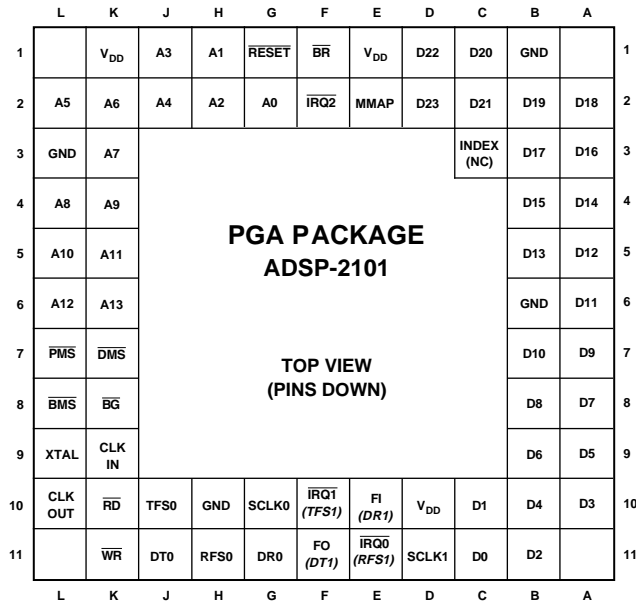 L K J H G F E D C B A
1 V_DD A3 A1 RESET BR V_DD D22 D20 GND 1
2 A5 A6 A4 A2 A0 IRQ2 MMAP D23 D21 D19 D18 2
3 GND A7 INDEX (NC) D17 D16 3
4 A8 A9 D15 D14 4
PGA PACKAGE
5 A10 A11 D13 D12 5
ADSP-2101
6 A12 A13 GND D11 6
7 PMS DMS D10 D9 7
TOP VIEW
(PINS DOWN)
8 BMS BG D8 D7 8
9 XTAL CLK IN D6 D5 9
10 CLK OUT RD TFS0 GND SCLK0 IRQ1 (TFS1) FI (DR1) V_DD D1 D4 D3 10
11 WR DT0 RFS0 DR0 FO (DT1) IRQ0 (RFS1) SCLK1 D0 D2 11
L K J H G F E D C B A